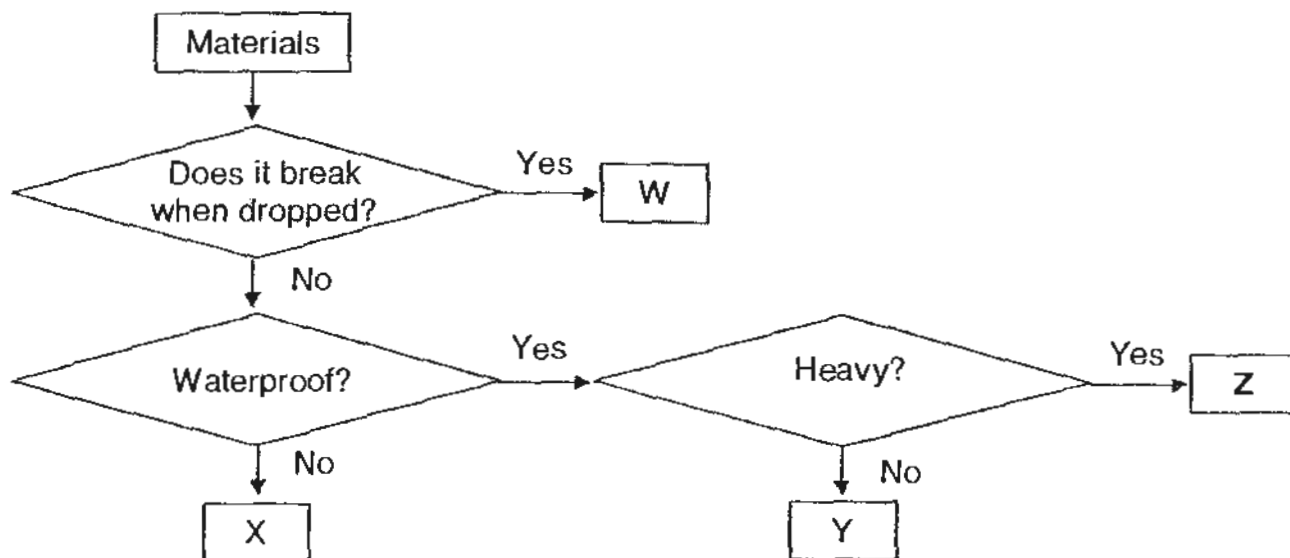 Materials
Does it break
when dropped?
Yes
W
No
Waterproof?
Yes
Heavy?
Yes
Z
No
X
No
Y